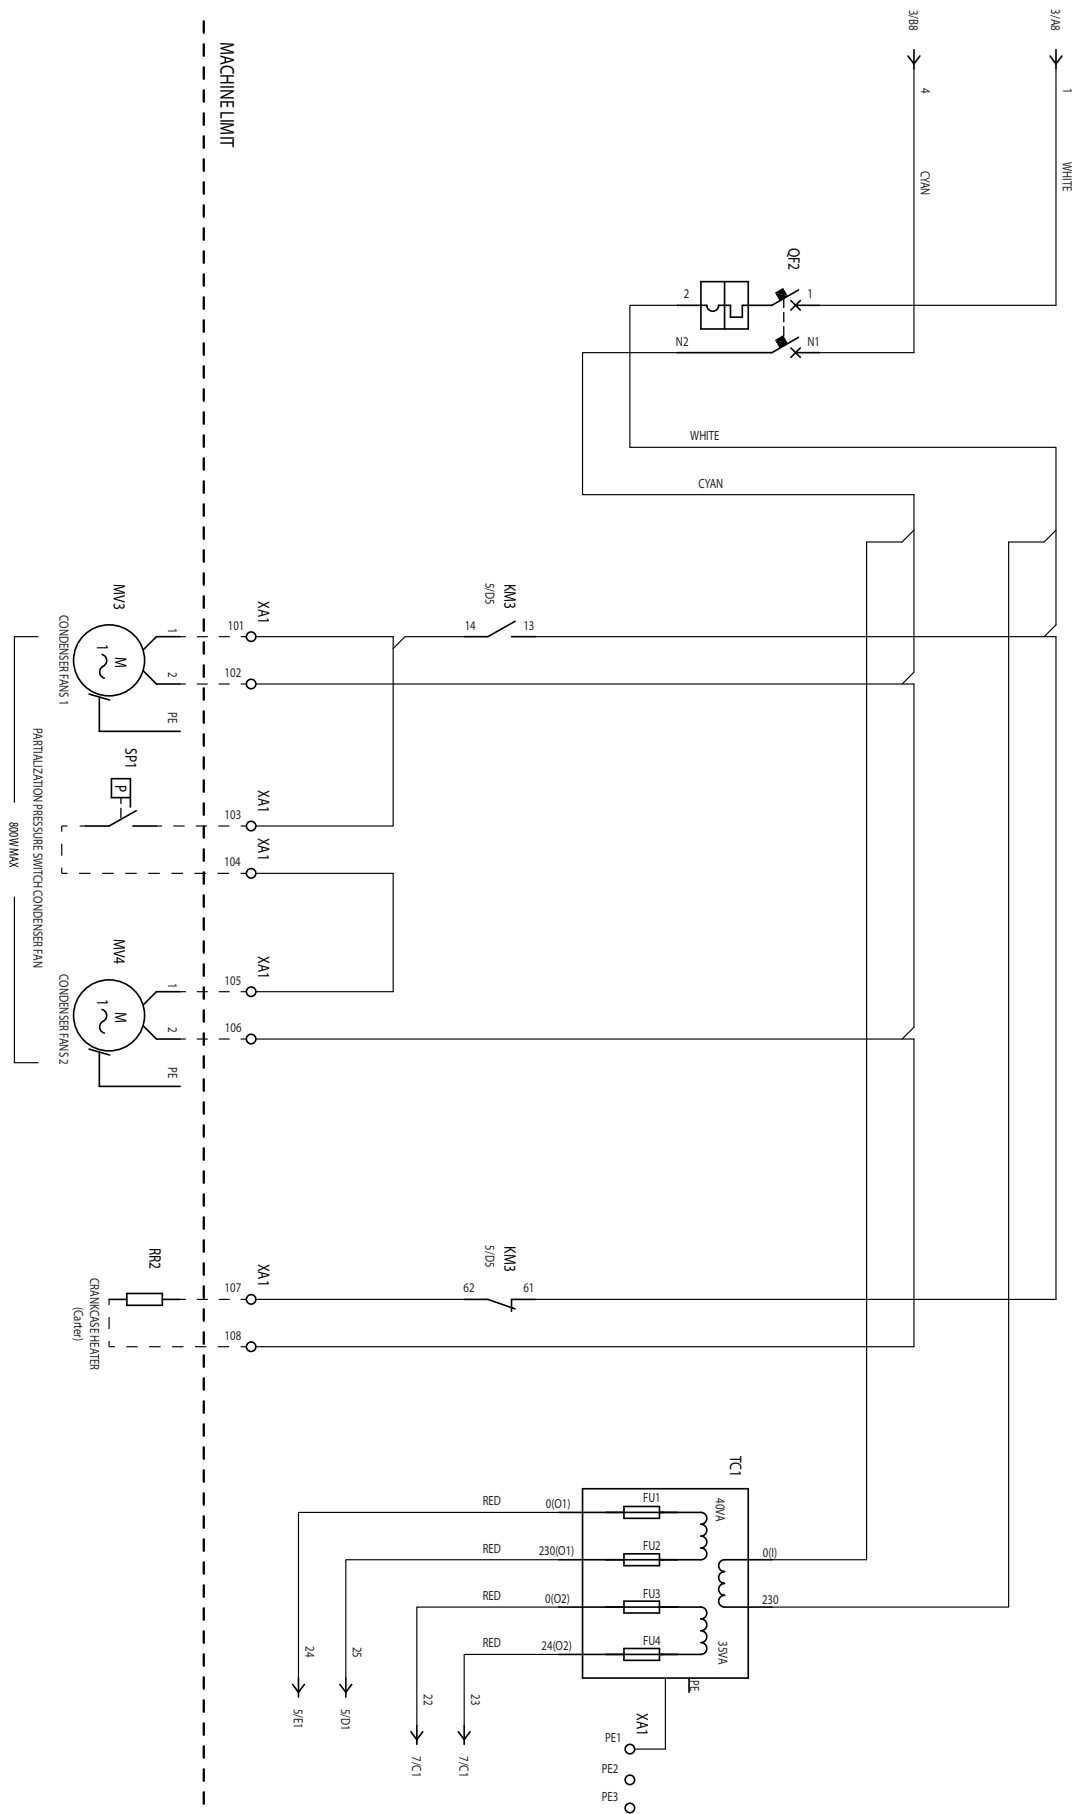 3/A8
1
WHITE
3/B8
4
CYAN
QF2
1
2
N1
N2
WHITE
CYAN
MACHINE LIMIT
KM3
5/D5
14
13
XA1
101
102
MV3
M
1
1
2
PE
CONDENSER FANS 1
SP1
P
PARTIALIZATION PRESSURE SWITCH CONDENSER FAN
800W MAX
XA1
103
XA1
104
XA1
105
106
MV4
M
1
1
2
PE
CONDENSER FANS 2
KM3
5/D5
62
61
XA1
107
108
RR2
CRANKCASE HEATER
(Carter)
TC1
40VA
35VA
0(I)
230
FU1
FU2
FU3
FU4
RED
0(O1)
RED
230(O1)
RED
0(O2)
RED
24(O2)
24
5/E1
25
5/D1
22
7/C1
23
7/C1
PE
XA1
PE1
PE2
PE3